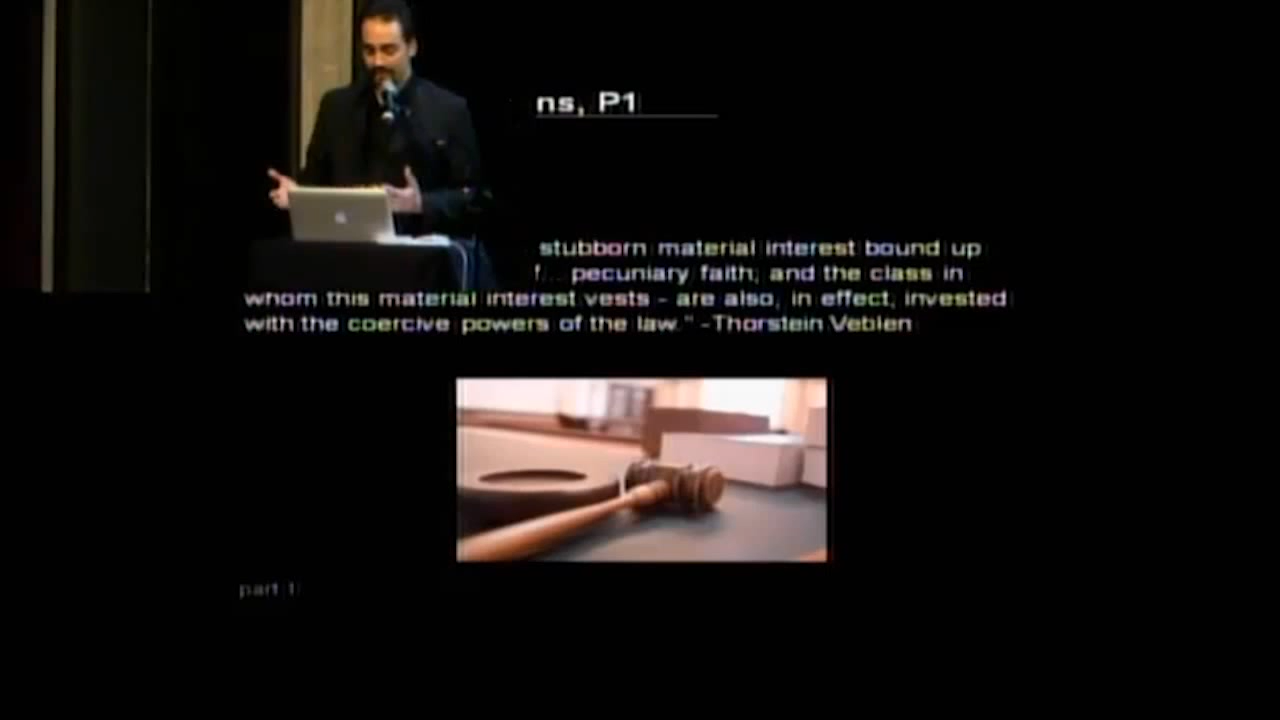 ns, P1
stubborn material interest bound up
f... pecuniary faith; and the class in
whom this material interest vests - are also, in effect, invested
with the coercive powers of the law." -Thorstein Veblen
part 1